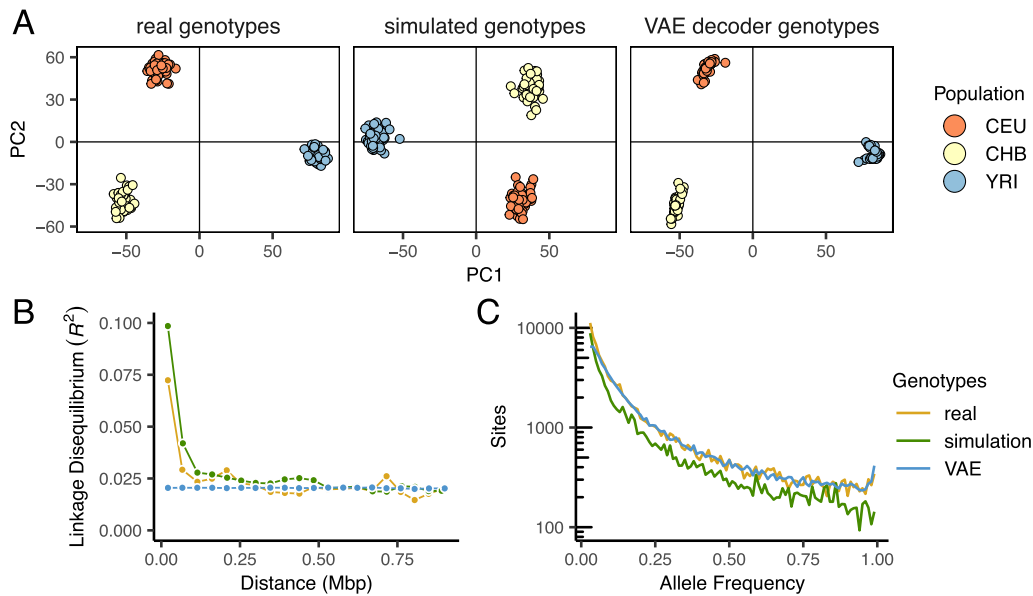 A
real genotypes
simulated genotypes
VAE decoder genotypes
PC2
60
30
0
−30
−60
−50
0
50
−50
0
50
−50
0
50
PC1
Population
CEU
CHB
YRI
B
Linkage Disequilibrium (R²)
0.100
0.075
0.050
0.025
0.000
0.00
0.25
0.50
0.75
Distance (Mbp)
C
Sites
10000
1000
100
0.00
0.25
0.50
0.75
1.00
Allele Frequency
Genotypes
real
simulation
VAE